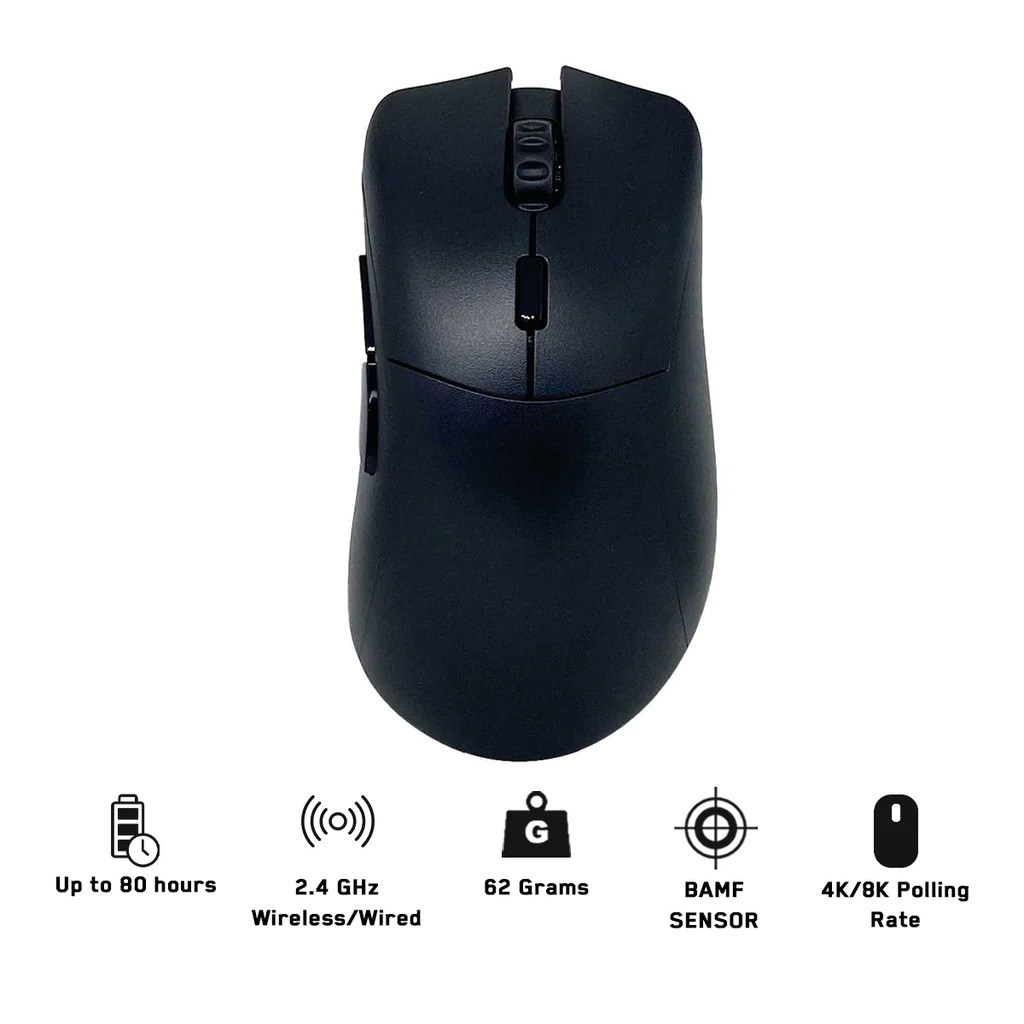 Up to 80 hours
2.4 GHz
Wireless/Wired
G
62 Grams
BAMF
SENSOR
4K/8K Polling
Rate